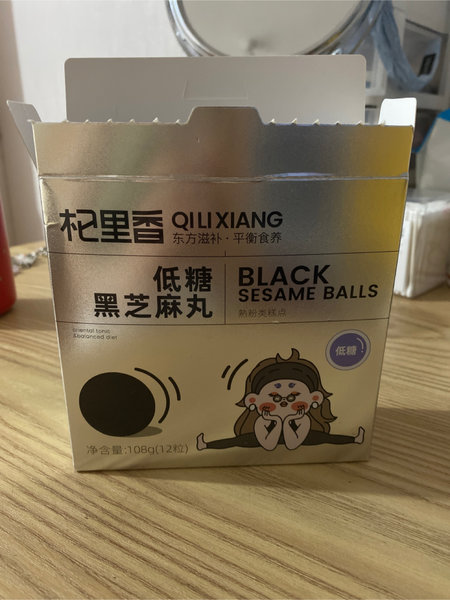 杞里香 QILIXIANG
东方滋补·平衡食养
低糖
黑芝麻丸
BLACK
SESAME BALLS
熟粉类糕点
oriental tonic
&balanced diet
低糖
净含量:108g(12粒)